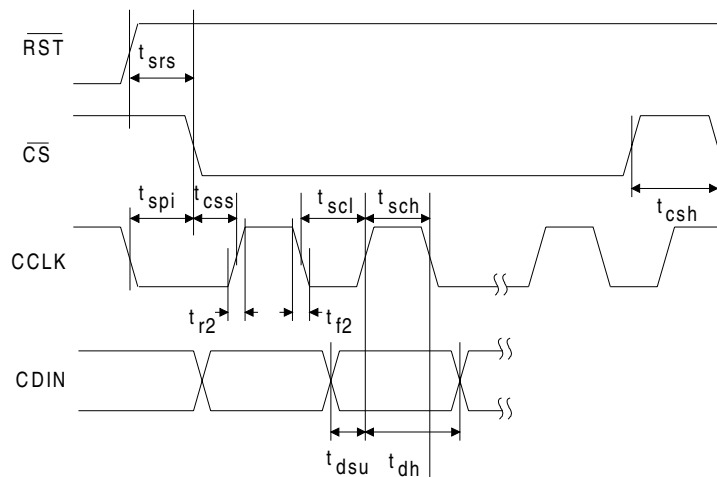 RST
t srs
CS
t spi
t css
t scl
t sch
t csh
CCLK
t r2
t f2
CDIN
t dsu
t dh